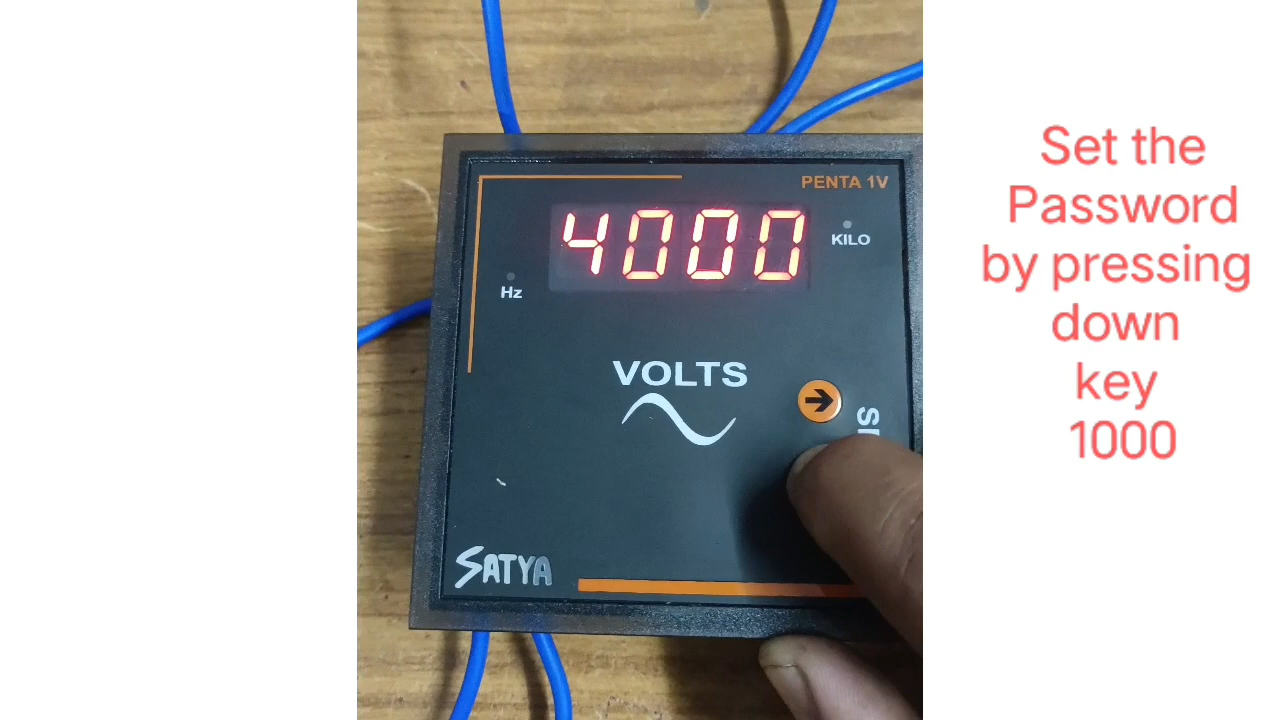 PENTA 1V
4000
KILO
Hz
VOLTS
SATYA
Set the
Password
by pressing
down
key
1000